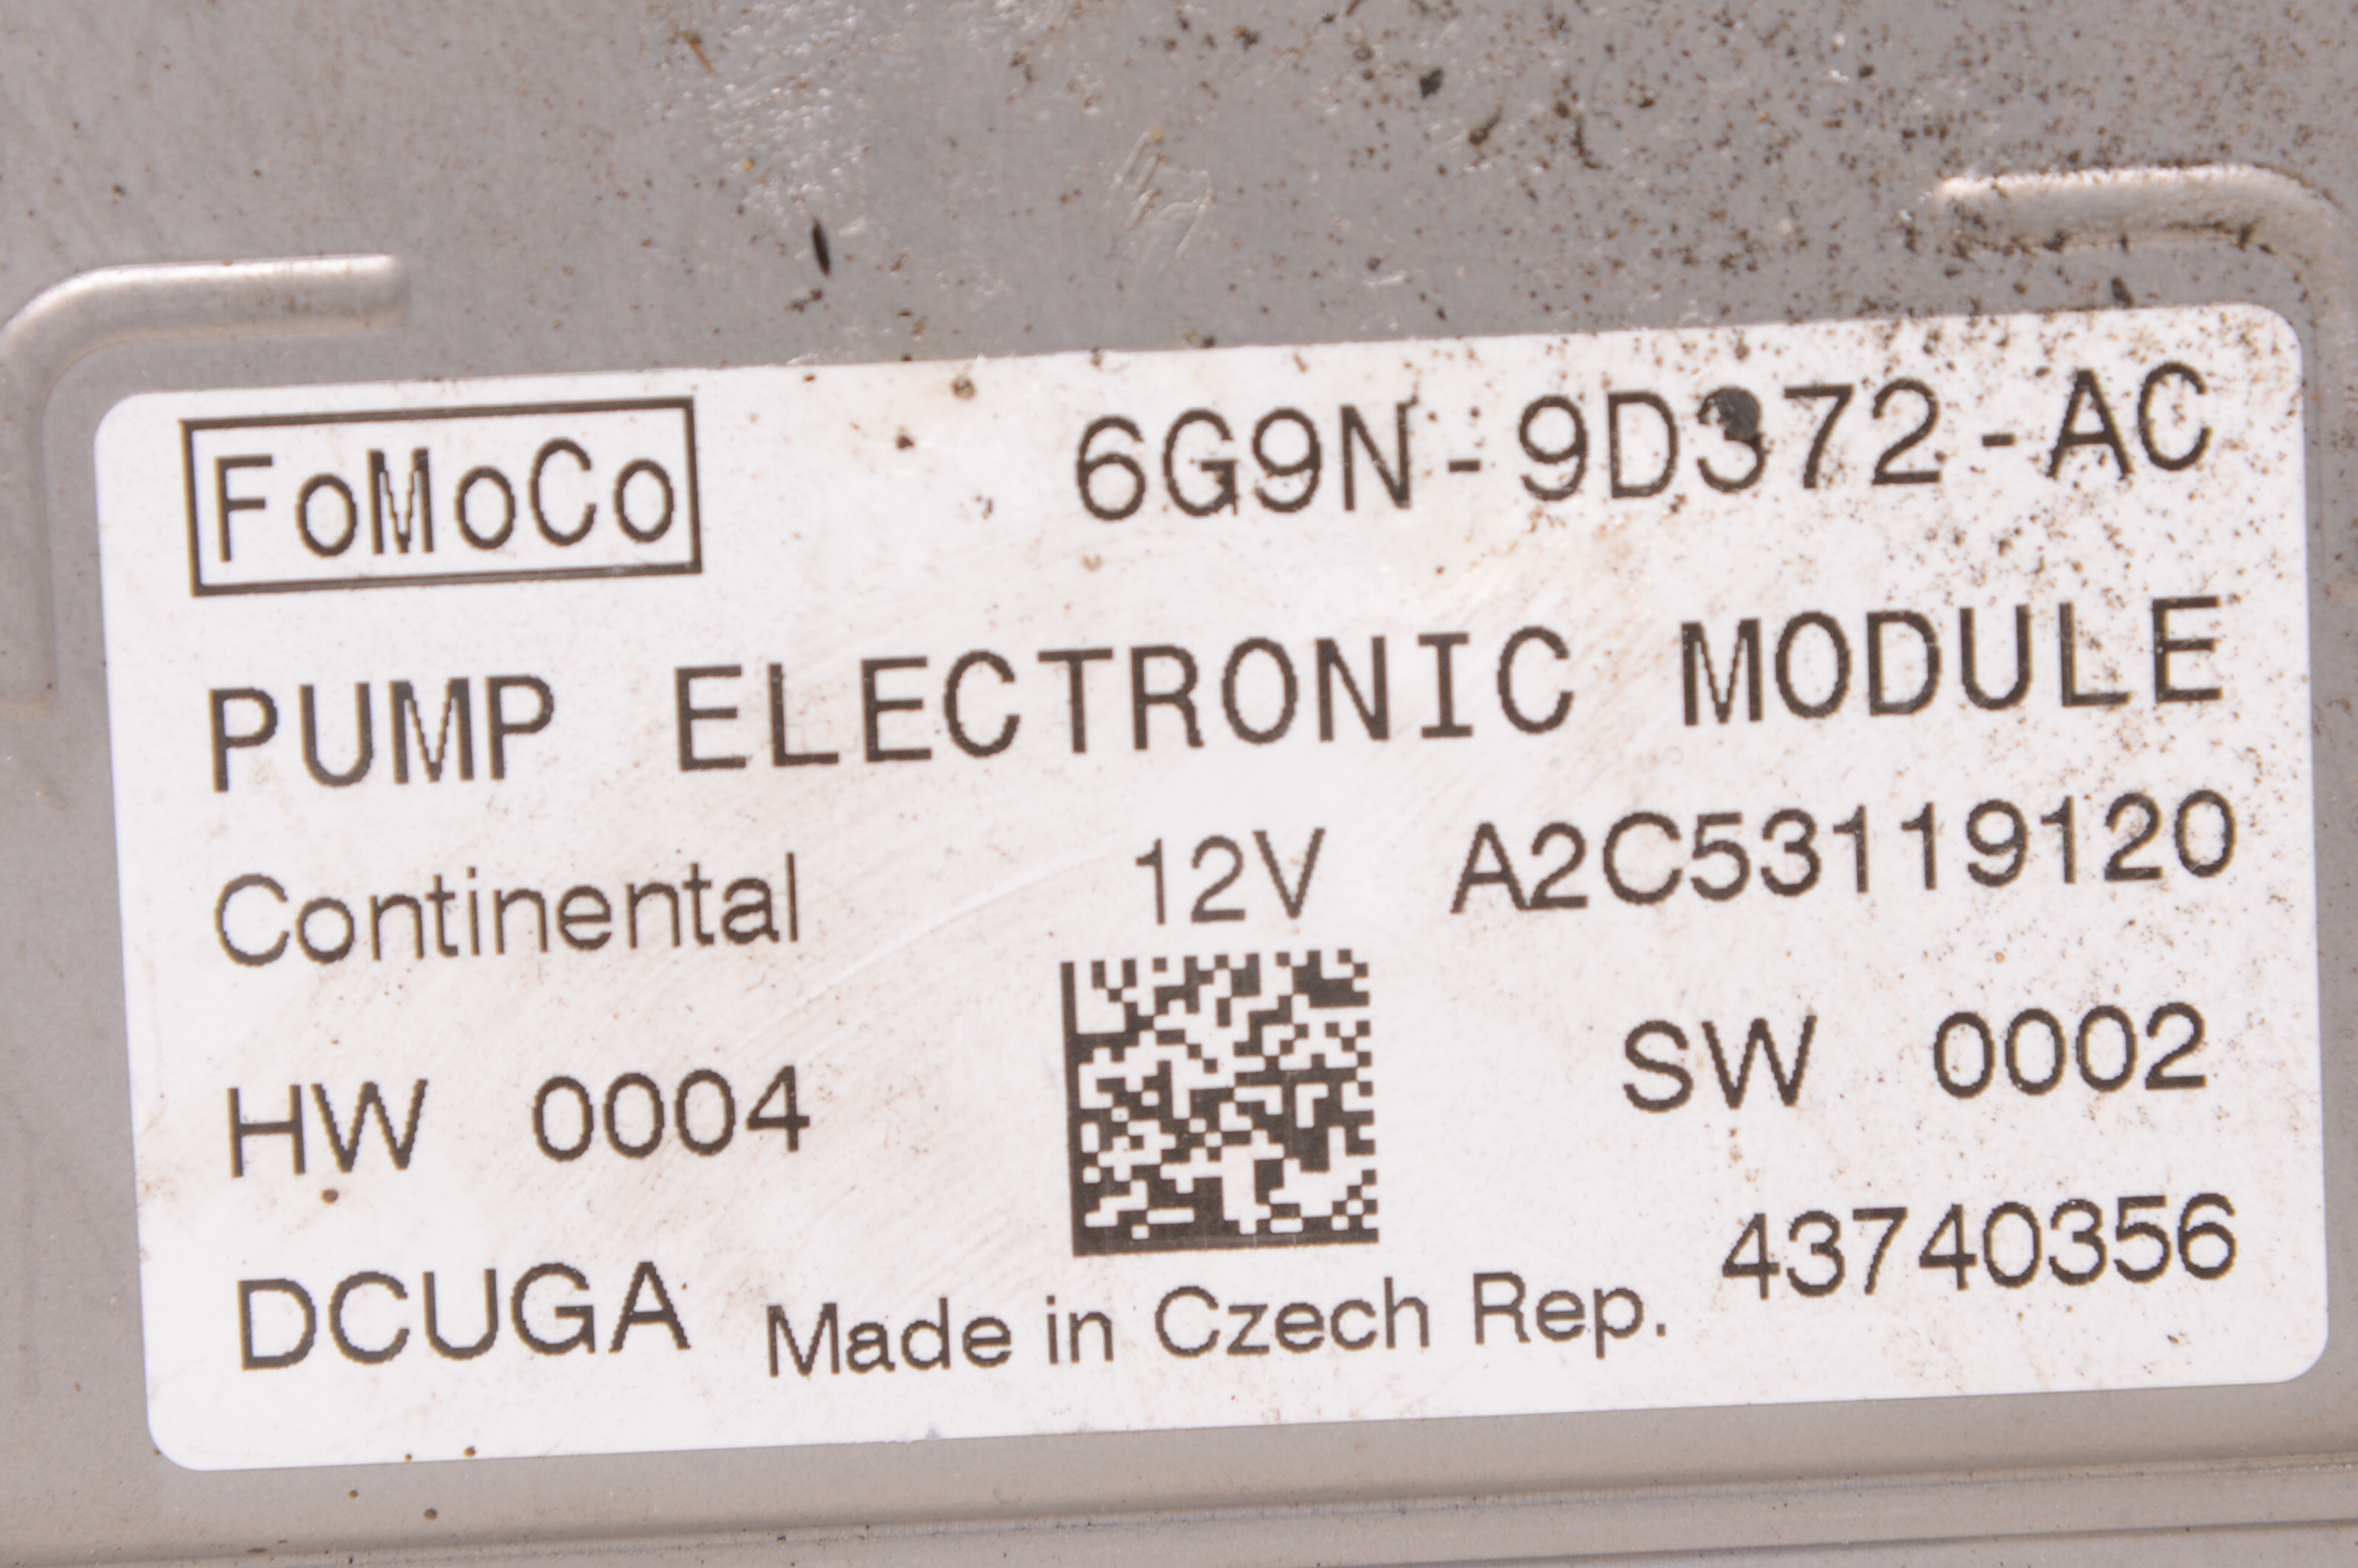 FoMoCo 6G9N-9D372-AC
PUMP ELECTRONIC MODULE
Continental 12V A2C53119120
HW 0004 SW 0002
DCUGA Made in Czech Rep. 43740356